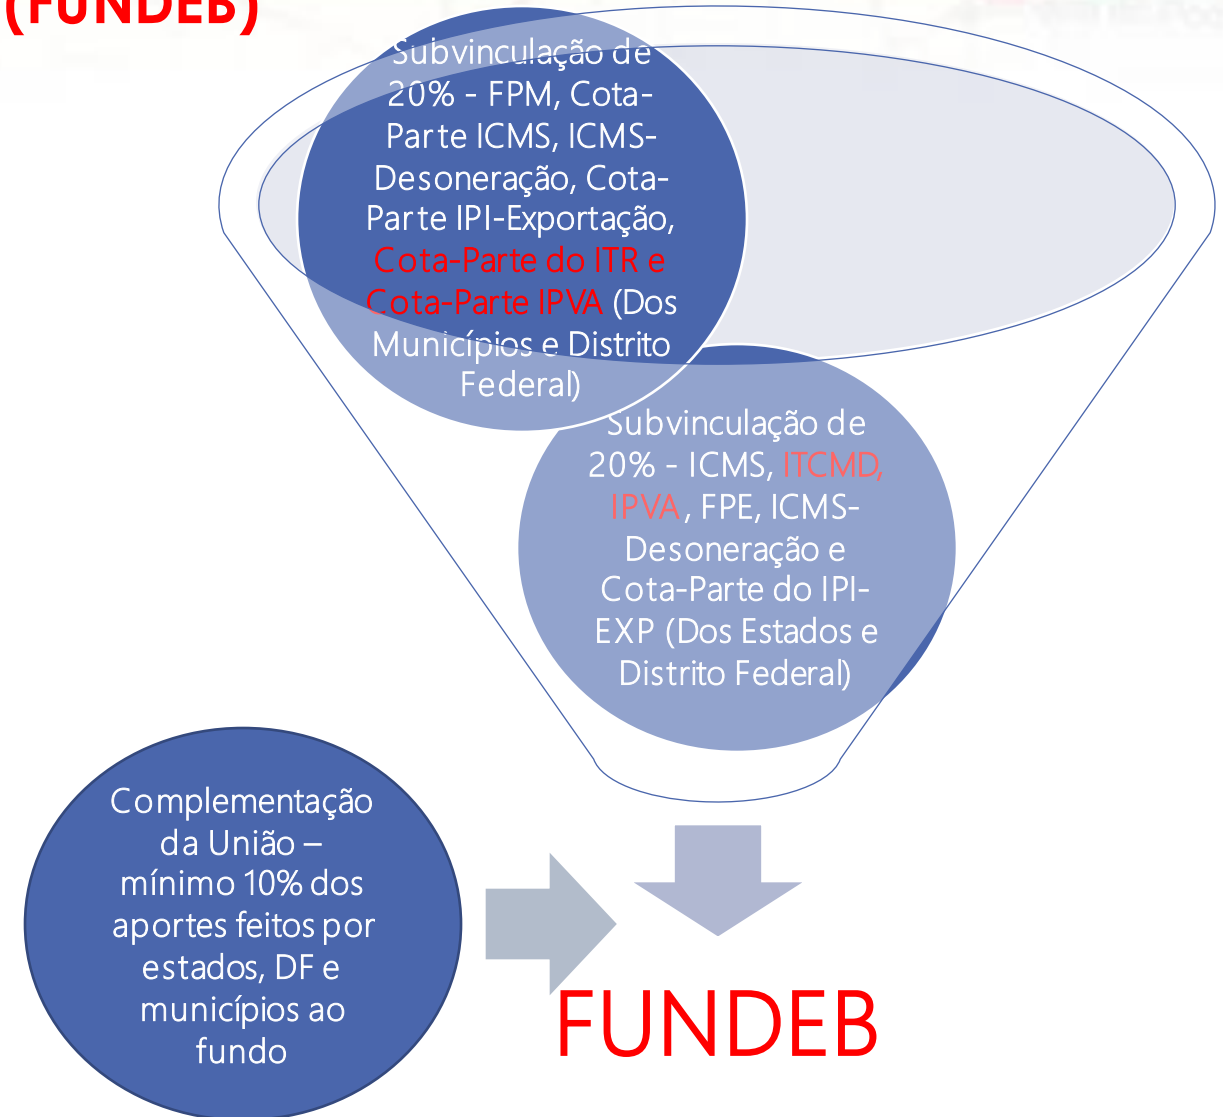 (FUNDEB)
Subvinculação de
20% - FPM, Cota-
Parte ICMS, ICMS-
Desoneração, Cota-
Parte IPI-Exportação,
Cota-Parte do ITR e
Cota-Parte IPVA (Dos
Municípios e Distrito
Federal)
Subvinculação de
20% - ICMS, ITCMD,
IPVA, FPE, ICMS-
Desoneração e
Cota-Parte do IPI-
EXP (Dos Estados e
Distrito Federal)
Complementação
da União –
mínimo 10% dos
aportes feitos por
estados, DF e
municípios ao
fundo
FUNDEB